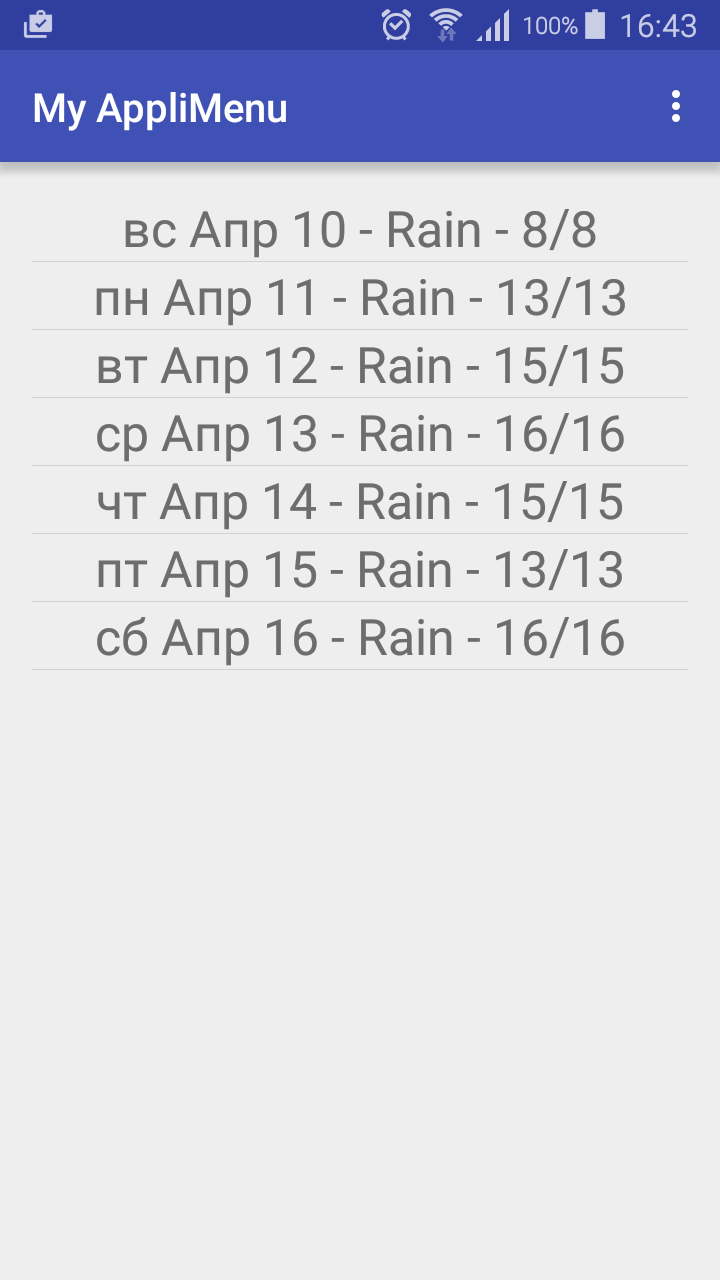 100% 16:43
My AppliMenu
вс Апр 10 - Rain - 8/8
пн Апр 11 - Rain - 13/13
вт Апр 12 - Rain - 15/15
ср Апр 13 - Rain - 16/16
чт Апр 14 - Rain - 15/15
пт Апр 15 - Rain - 13/13
сб Апр 16 - Rain - 16/16